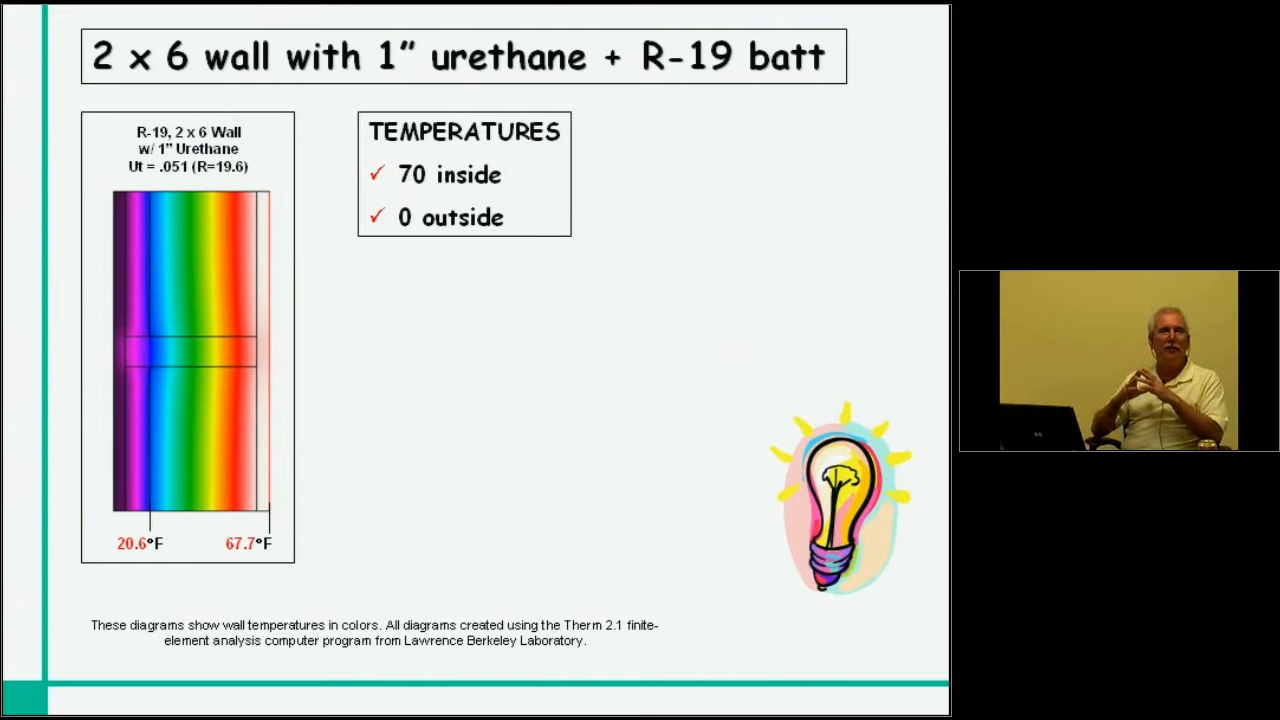 2 x 6 wall with 1” urethane + R-19 batt
R-19, 2 x 6 Wall
w/ 1” Urethane
Ut = .051 (R=19.6)
TEMPERATURES
✓ 70 inside
✓ 0 outside
20.6°F
67.7°F
These diagrams show wall temperatures in colors. All diagrams created using the Therm 2.1 finite-
element analysis computer program from Lawrence Berkeley Laboratory.